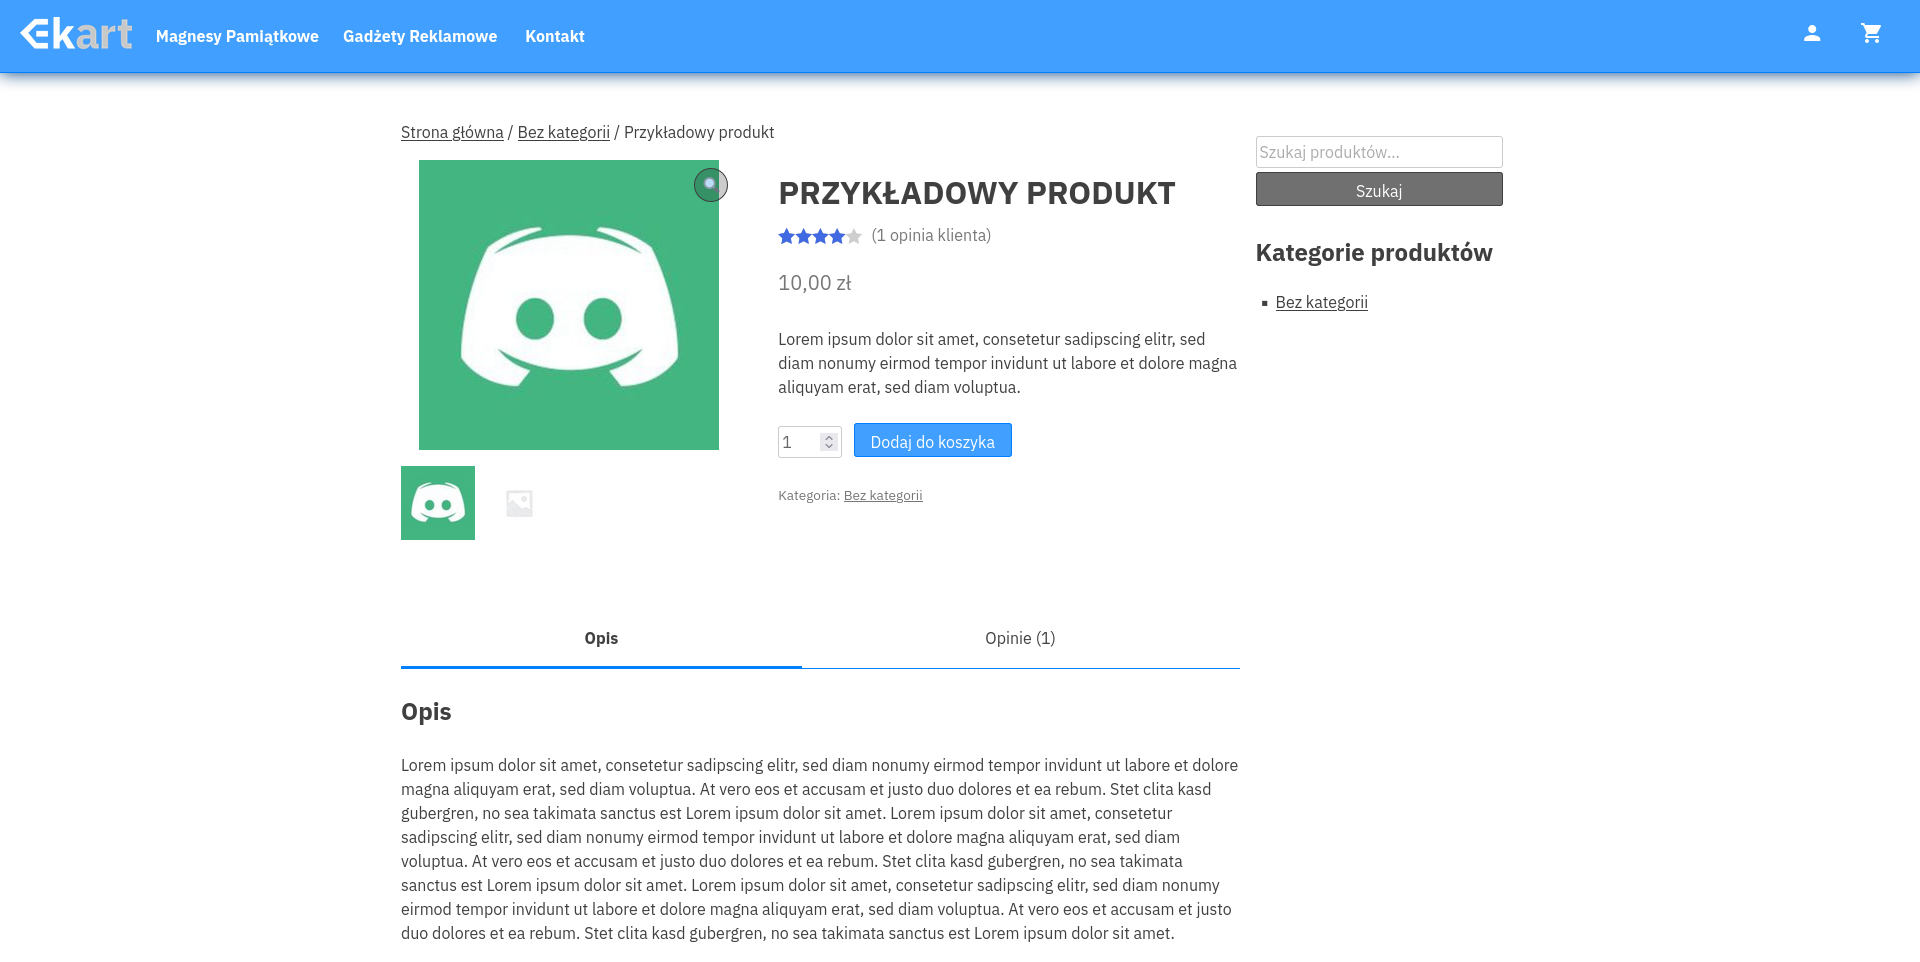 Ekart
Magnesy Pamiątkowe
Gadżety Reklamowe
Kontakt
Strona główna / Bez kategorii / Przykładowy produkt
PRZYKŁADOWY PRODUKT
(1 opinia klienta)
10,00 zł
Lorem ipsum dolor sit amet, consetetur sadipscing elitr, sed
diam nonumy eirmod tempor invidunt ut labore et dolore magna
aliquyam erat, sed diam voluptua.
1
Dodaj do koszyka
Kategoria: Bez kategorii
Szukaj produktów…
Szukaj
Kategorie produktów
Bez kategorii
Opis
Opinie (1)
Opis
Lorem ipsum dolor sit amet, consetetur sadipscing elitr, sed diam nonumy eirmod tempor invidunt ut labore et dolore
magna aliquyam erat, sed diam voluptua. At vero eos et accusam et justo duo dolores et ea rebum. Stet clita kasd
gubergren, no sea takimata sanctus est Lorem ipsum dolor sit amet. Lorem ipsum dolor sit amet, consetetur
sadipscing elitr, sed diam nonumy eirmod tempor invidunt ut labore et dolore magna aliquyam erat, sed diam
voluptua. At vero eos et accusam et justo duo dolores et ea rebum. Stet clita kasd gubergren, no sea takimata
sanctus est Lorem ipsum dolor sit amet. Lorem ipsum dolor sit amet, consetetur sadipscing elitr, sed diam nonumy
eirmod tempor invidunt ut labore et dolore magna aliquyam erat, sed diam voluptua. At vero eos et accusam et justo
duo dolores et ea rebum. Stet clita kasd gubergren, no sea takimata sanctus est Lorem ipsum dolor sit amet.